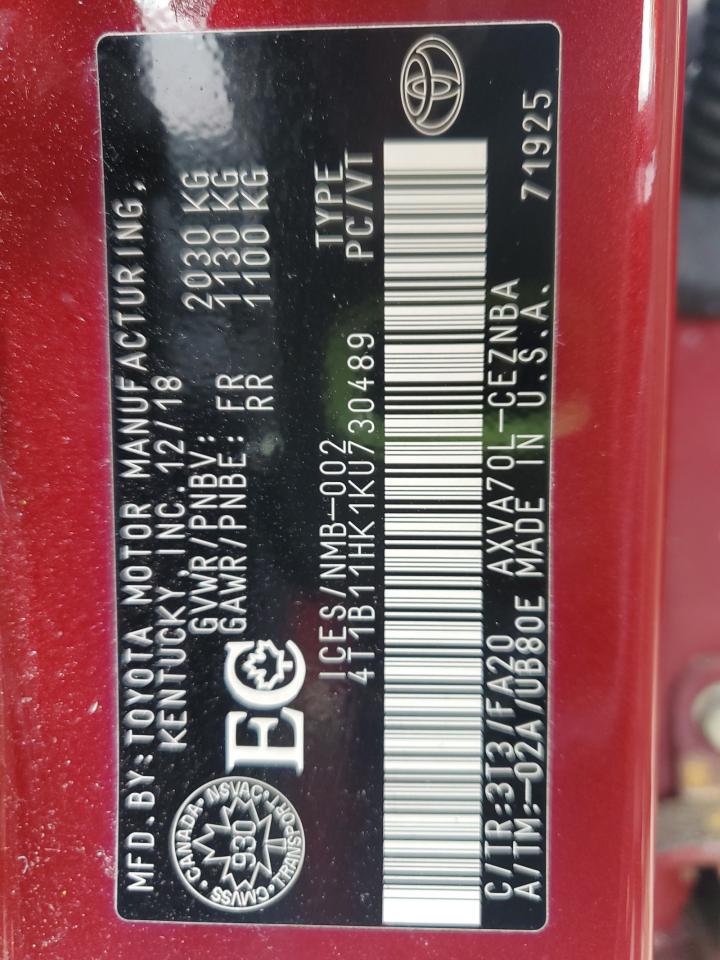 MFD. BY: TOYOTA MOTOR MANUFACTURING,
KENTUCKY, INC. 12/18
GVWR/PNBV: 2030 KG
GAWR/PNBE: FR 1130 KG
RR 1100 KG
CANADA
NSVAC
930
CMVSS
TRANSPORT
EC
ICES/NMB-002 TYPE
4T1B11HK1KU730489 PC/VT
C/TR:3T3/FA20 AXVA70L-CEZNBA
A/TM:-02A/UB80E MADE IN U.S.A. 71925